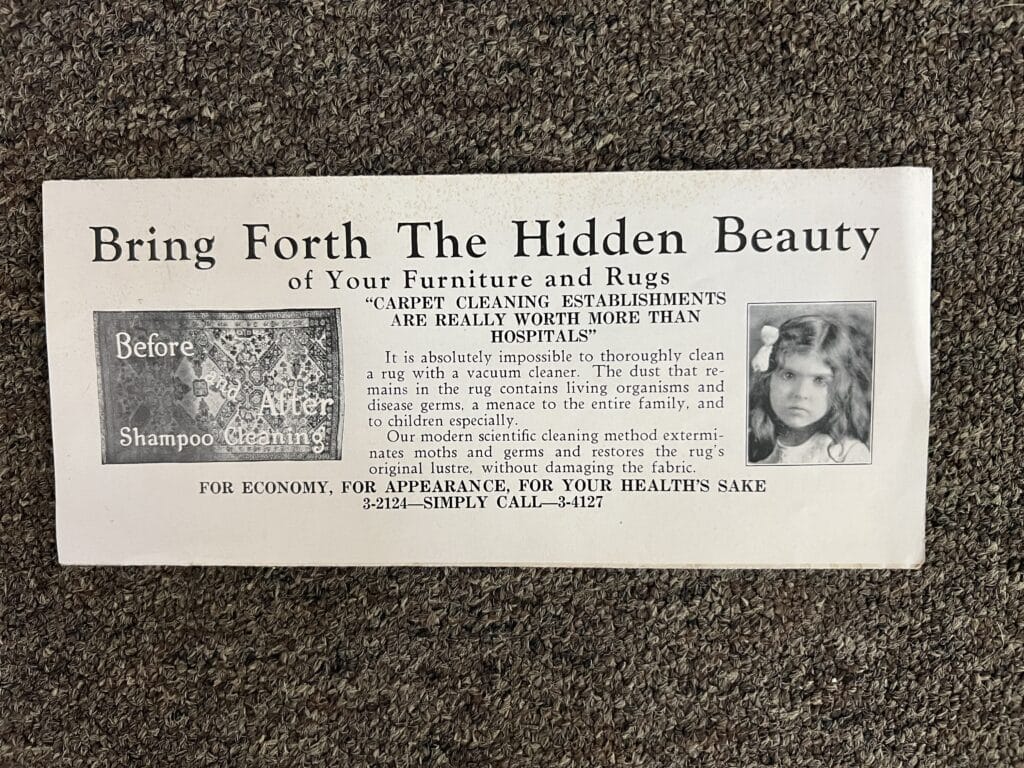 Bring Forth The Hidden Beauty
of Your Furniture and Rugs
Before
After
Shampoo Cleaning
"CARPET CLEANING ESTABLISHMENTS
ARE REALLY WORTH MORE THAN
HOSPITALS"
It is absolutely impossible to thoroughly clean
a rug with a vacuum cleaner. The dust that re-
mains in the rug contains living organisms and
disease germs, a menace to the entire family, and
to children especially.
Our modern scientific cleaning method extermi-
nates moths and germs and restores the rug's
original lustre, without damaging the fabric.
FOR ECONOMY, FOR APPEARANCE, FOR YOUR HEALTH'S SAKE
3-2124—SIMPLY CALL—3-4127